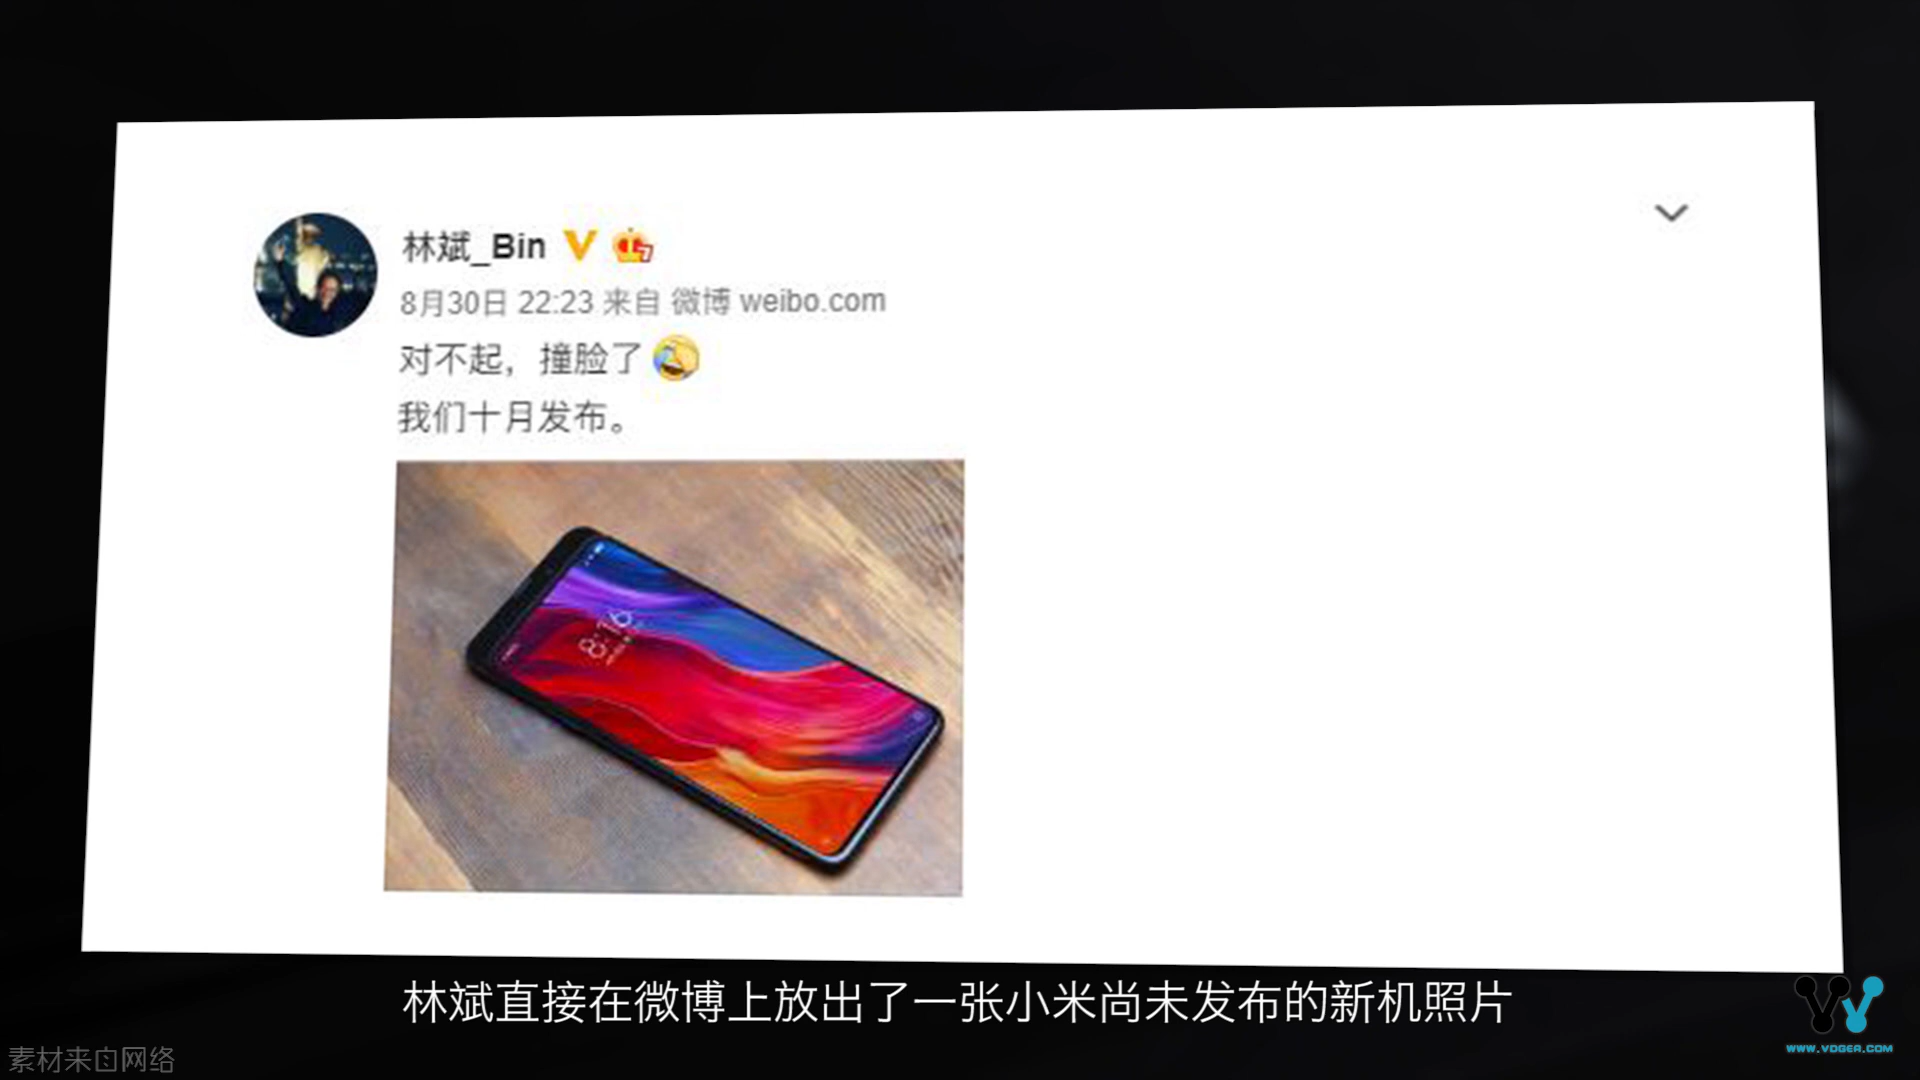 林斌_Bin
8月30日 22:23 来自 微博 weibo.com
对不起，撞脸了
我们十月发布。
8:16
林斌直接在微博上放出了一张小米尚未发布的新机照片
素材来自网络
WWW.VDGER.COM